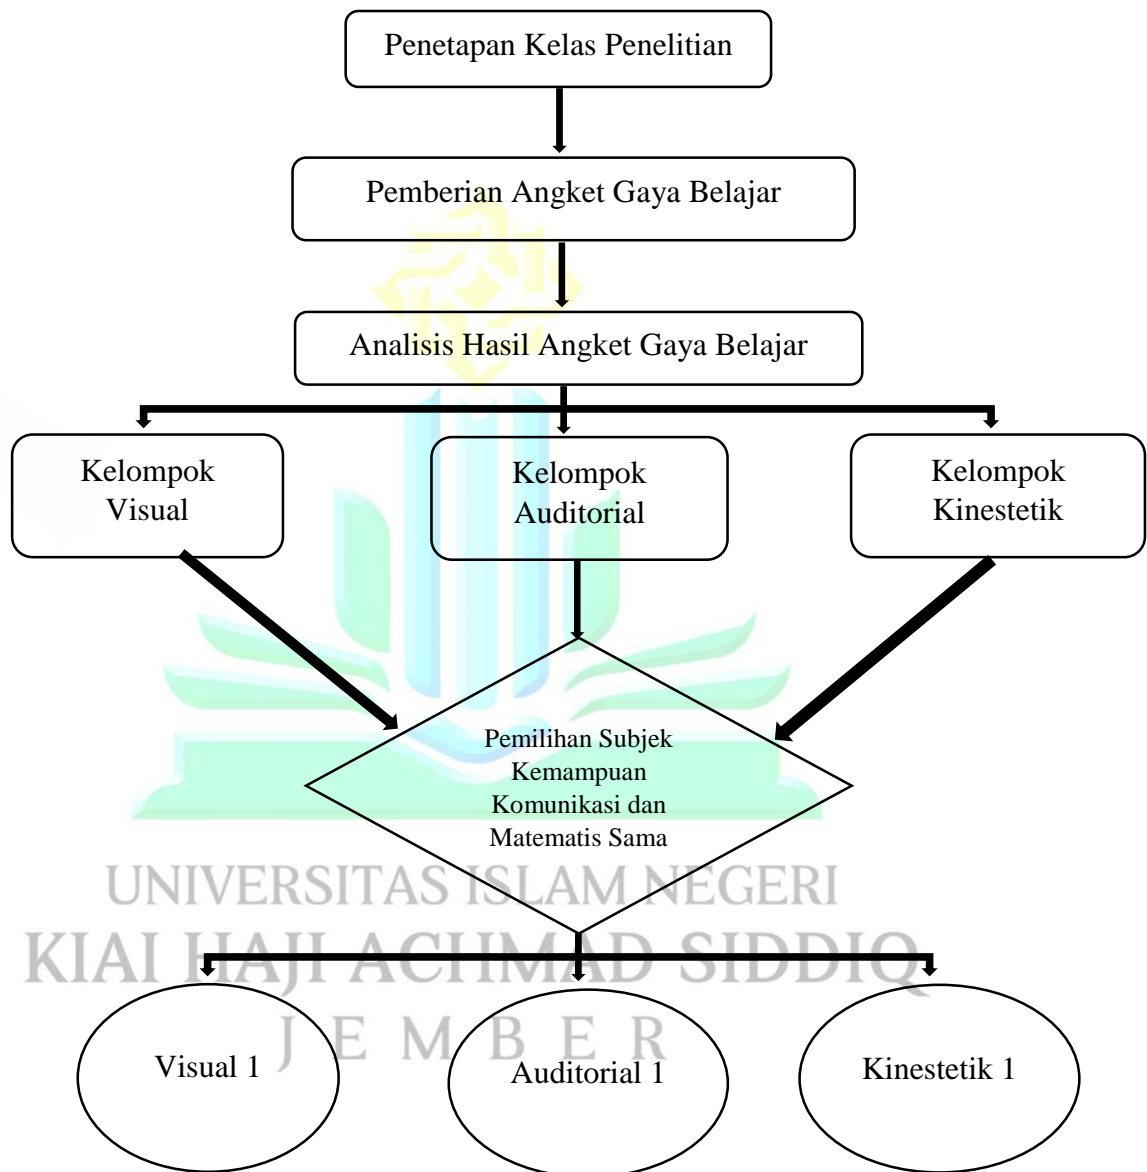 Penetapan Kelas Penelitian
Pemberian Angket Gaya Belajar
Analisis Hasil Angket Gaya Belajar
Kelompok
Visual
Kelompok
Auditorial
Kelompok
Kinestetik
Pemilihan Subjek
Kemampuan
Komunikasi dan
Matematis Sama
UNIVERSITAS ISLAM NEGERI
KIAI HAJI ACHMAD SIDDIQ
JEMBER
Visual 1
Auditorial 1
Kinestetik 1